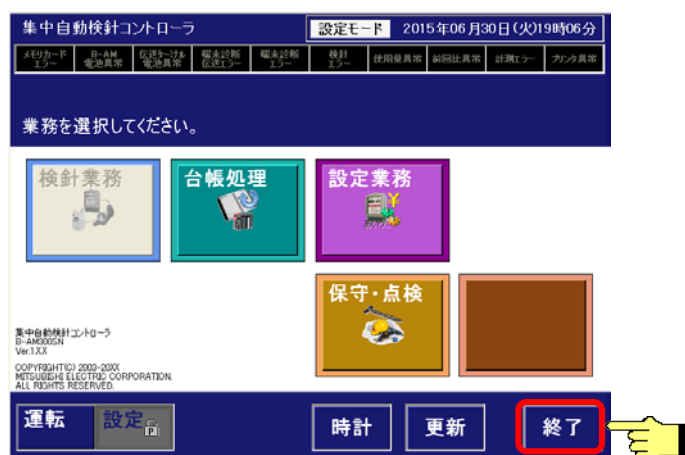 集中自動検針コントローラ
設定モード 2015年06月30日(火)19時06分
メモリカード
エラー
B-AM
電池異常
伝送ケーブル
電池異常
端末診断
伝送エラー
端末診断
エラー
検針
エラー
使用量異常
前回比異常
計測エラー
プリンタ異常
業務を選択してください。
検針業務
台帳処理
設定業務
保守・点検
集中自動検針コントローラ
B-AM300SN
Ver.1.XX
COPYRIGHT(C) 2003-20XX
MITSUBISHI ELECTRIC CORPORATION.
ALL RIGHTS RESERVED.
運転
設定
P
時計
更新
終了